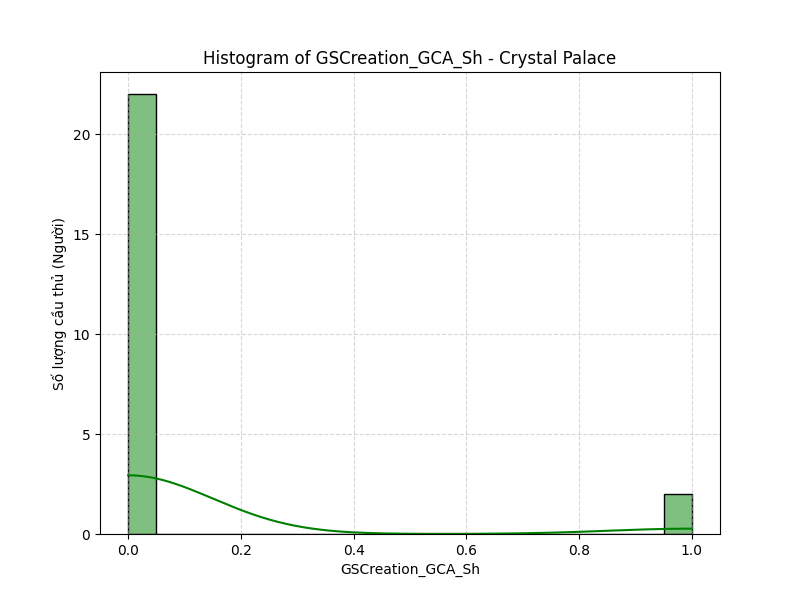 Histogram of GSCreation_GCA_Sh - Crystal Palace
Số lượng cầu thủ (Người)
20
15
10
5
0
0.0 0.2 0.4 0.6 0.8 1.0
GSCreation_GCA_Sh